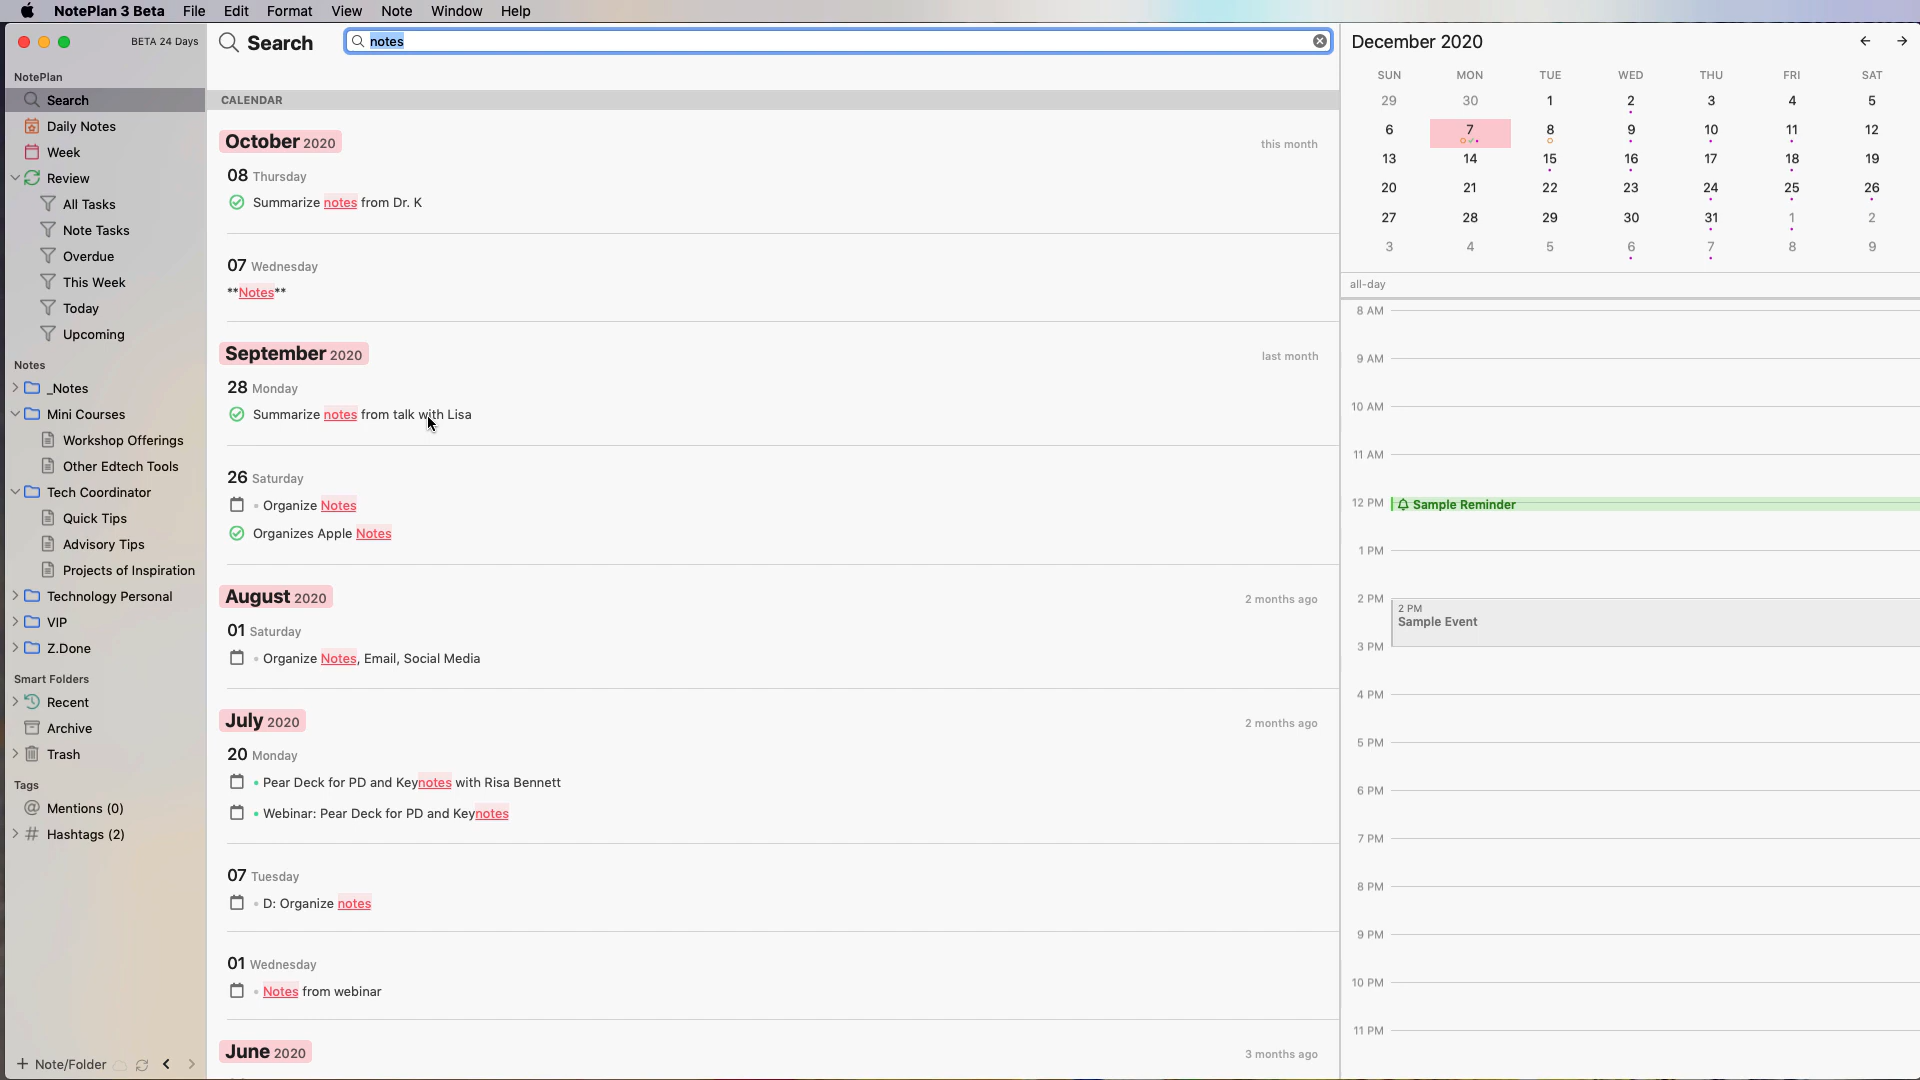 NotePlan 3 Beta File Edit Format View Note Window Help
BETA 24 Days
NotePlan
Search
Daily Notes
Week
Review
All Tasks
Note Tasks
Overdue
This Week
Today
Upcoming
Notes
_Notes
Mini Courses
Workshop Offerings
Other Edtech Tools
Tech Coordinator
Quick Tips
Advisory Tips
Projects of Inspiration
Technology Personal
VIP
Z.Done
Smart Folders
Recent
Archive
Trash
Tags
@ Mentions (0)
# Hashtags (2)
+ Note/Folder
Search
notes
CALENDAR
October 2020 this month
08 Thursday
Summarize notes from Dr. K
07 Wednesday
**Notes**
September 2020 last month
28 Monday
Summarize notes from talk with Lisa
26 Saturday
Organize Notes
Organizes Apple Notes
August 2020 2 months ago
01 Saturday
Organize Notes, Email, Social Media
July 2020 2 months ago
20 Monday
Pear Deck for PD and Keynotes with Risa Bennett
Webinar: Pear Deck for PD and Keynotes
07 Tuesday
D: Organize notes
01 Wednesday
Notes from webinar
June 2020 3 months ago
December 2020
SUN MON TUE WED THU FRI SAT
29 30 1 2 3 4 5
6 7 8 9 10 11 12
13 14 15 16 17 18 19
20 21 22 23 24 25 26
27 28 29 30 31 1 2
3 4 5 6 7 8 9
all-day
8 AM
9 AM
10 AM
11 AM
12 PM Sample Reminder
1 PM
2 PM
2 PM
Sample Event
3 PM
4 PM
5 PM
6 PM
7 PM
8 PM
9 PM
10 PM
11 PM